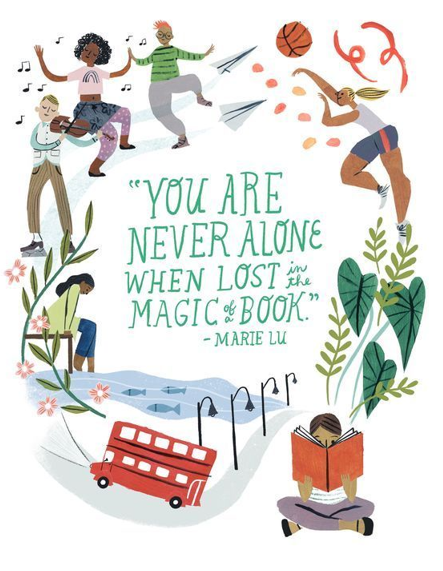 "YOU ARE
NEVER ALONE
WHEN LOST in the
MAGIC of a BOOK."
- MARIE LU